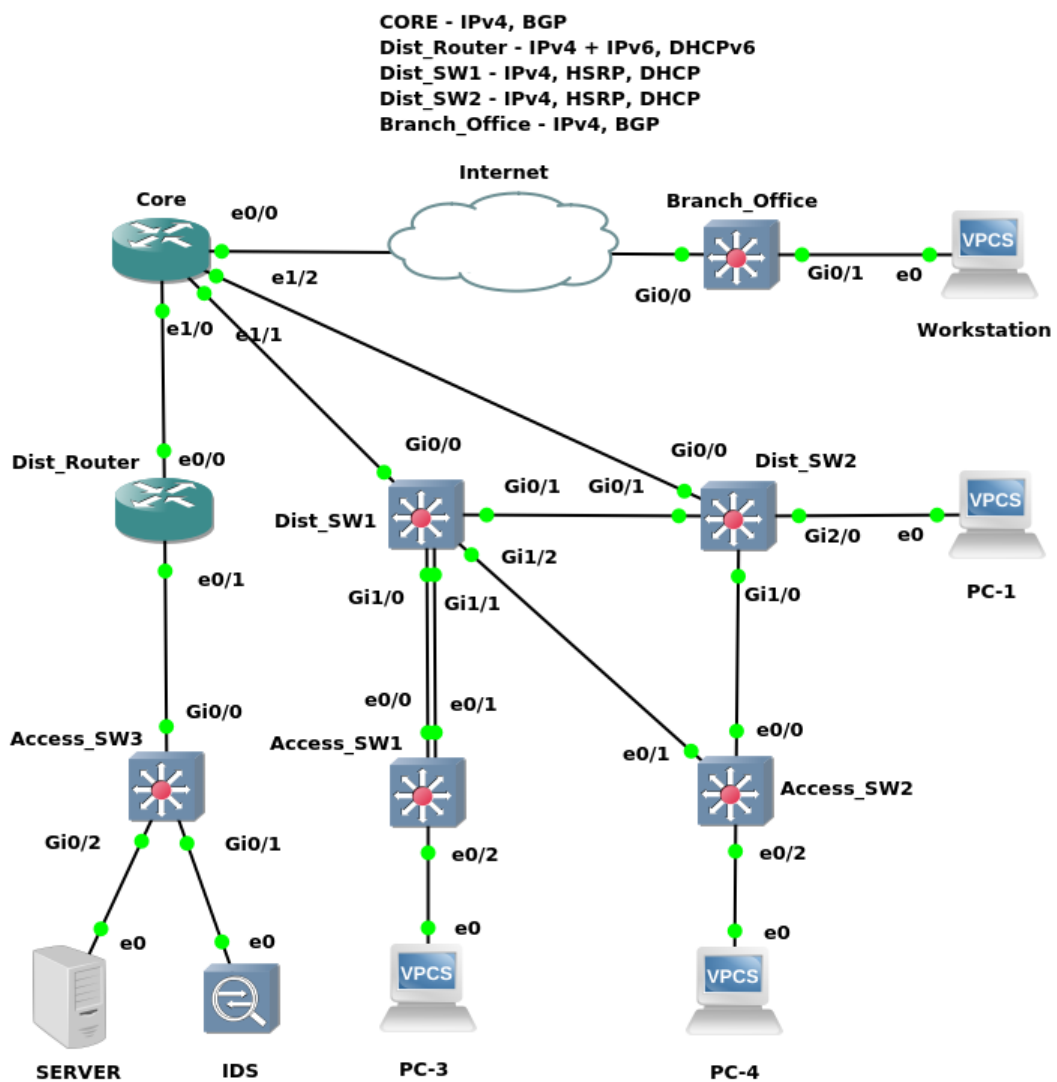 CORE - IPv4, BGP
Dist_Router - IPv4 + IPv6, DHCPv6
Dist_SW1 - IPv4, HSRP, DHCP
Dist_SW2 - IPv4, HSRP, DHCP
Branch_Office - IPv4, BGP
Internet
Core
Branch_Office
e0/0
VPCS
e1/2
Gi0/1
e0
Gi0/0
e1/0
e1/1
Workstation
Gi0/0
Gi0/0
Dist_SW2
Dist_Router
e0/0
Gi0/1
Gi0/1
VPCS
Dist_SW1
Gi2/0
e0
Gi1/2
e0/1
Gi1/0
Gi1/1
Gi1/0
PC-1
e0/0
e0/1
Gi0/0
e0/0
Access_SW3
Access_SW1
e0/1
Access_SW2
Gi0/2
Gi0/1
e0/2
e0/2
e0
e0
e0
e0
VPCS
VPCS
SERVER
IDS
PC-3
PC-4